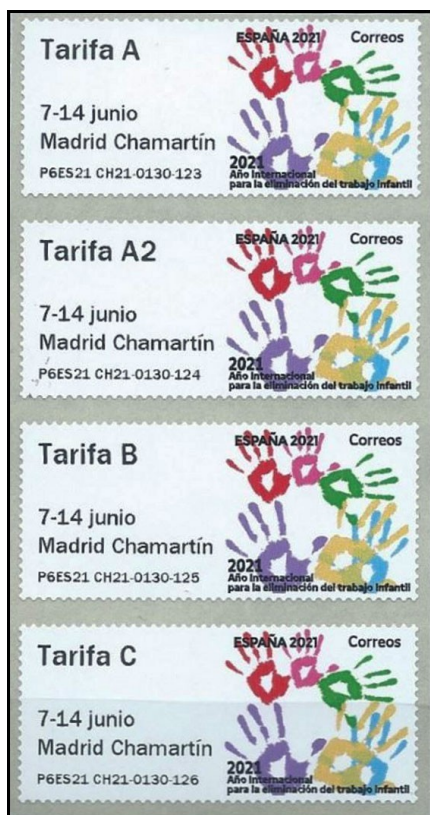 Tarifa A
ESPAÑA 2021 Correos
7-14 junio
Madrid Chamartín
P6ES21 CH21-0130-123
2021
Año Internacional
para la eliminación del trabajo infantil
Tarifa A2
ESPAÑA 2021 Correos
7-14 junio
Madrid Chamartín
P6ES21 CH21-0130-124
2021
Año Internacional
para la eliminación del trabajo infantil
Tarifa B
ESPAÑA 2021 Correos
7-14 junio
Madrid Chamartín
P6ES21 CH21-0130-125
2021
Año Internacional
para la eliminación del trabajo infantil
Tarifa C
ESPAÑA 2021 Correos
7-14 junio
Madrid Chamartín
P6ES21 CH21-0130-126
2021
Año Internacional
para la eliminación del trabajo infantil